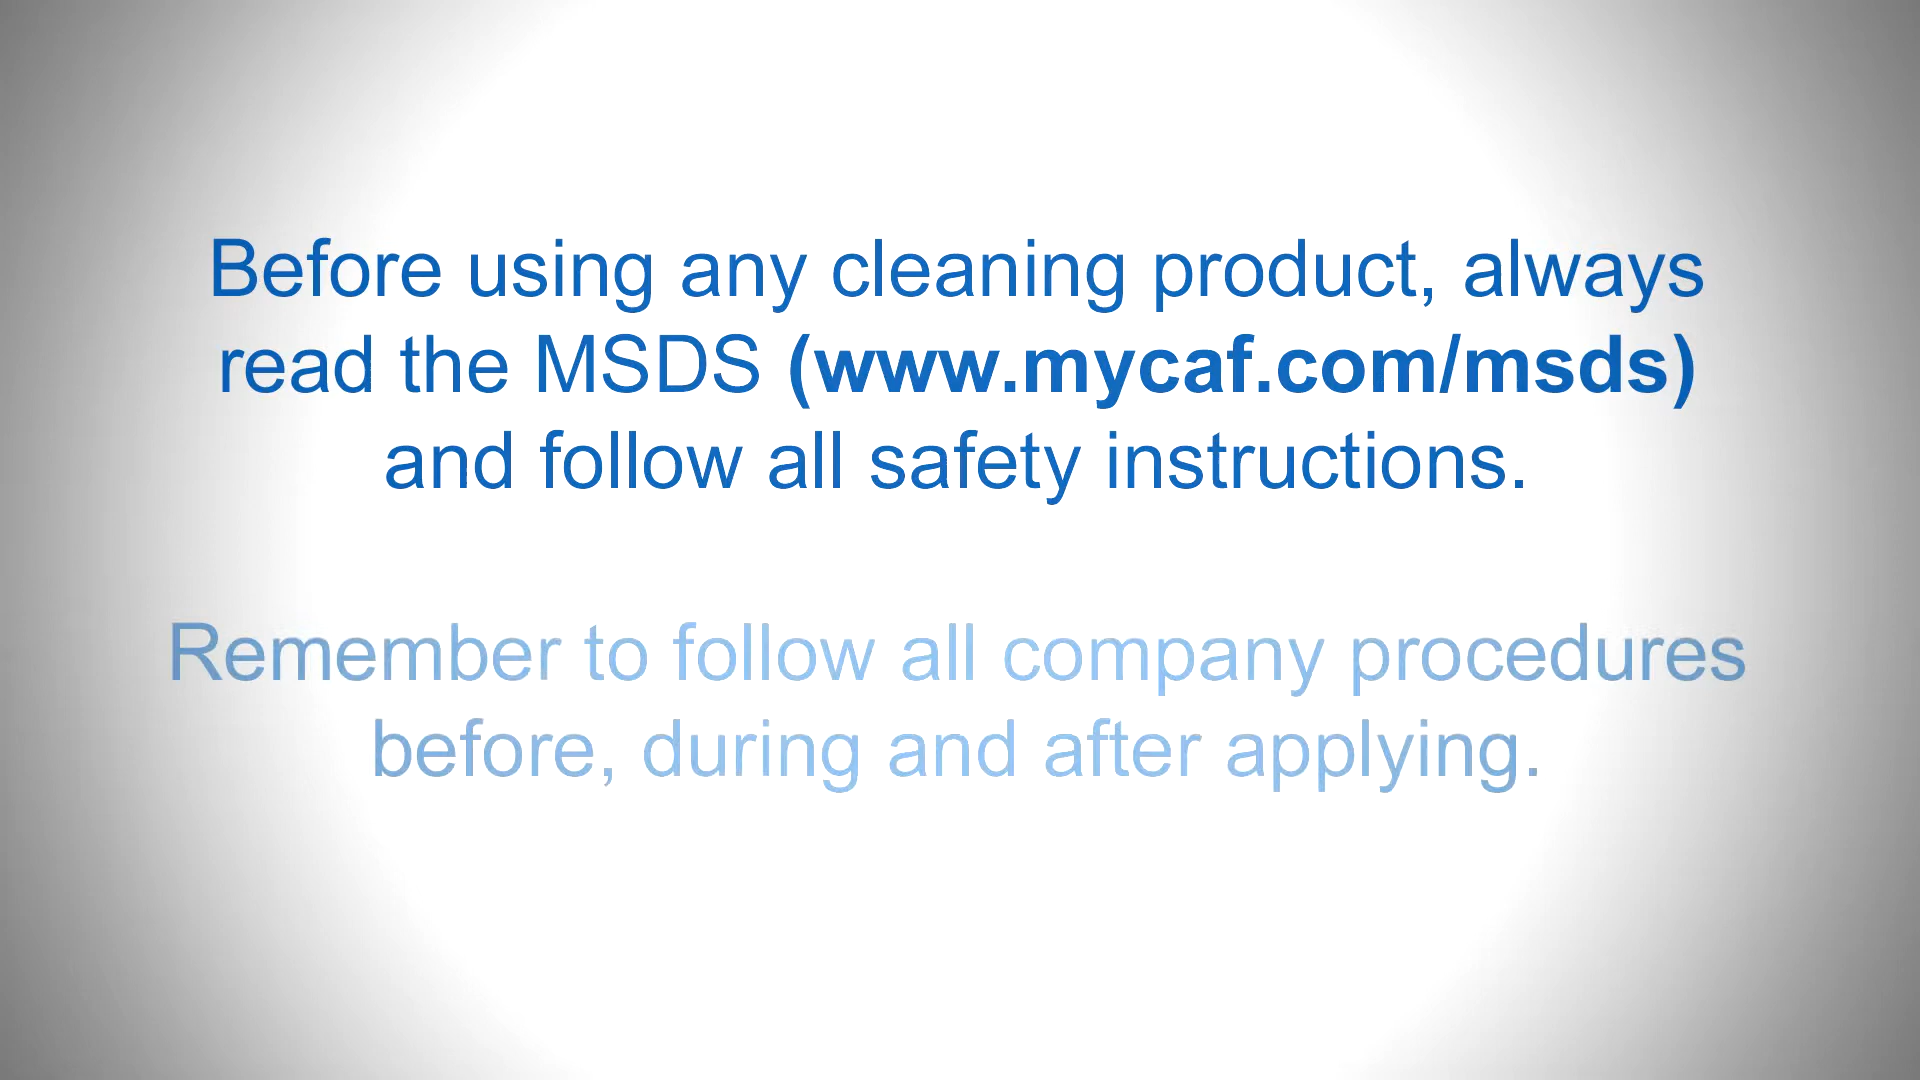 Before using any cleaning product, always
read the MSDS (www.mycaf.com/msds)
and follow all safety instructions.
Remember to follow all company procedures
before, during and after applying.